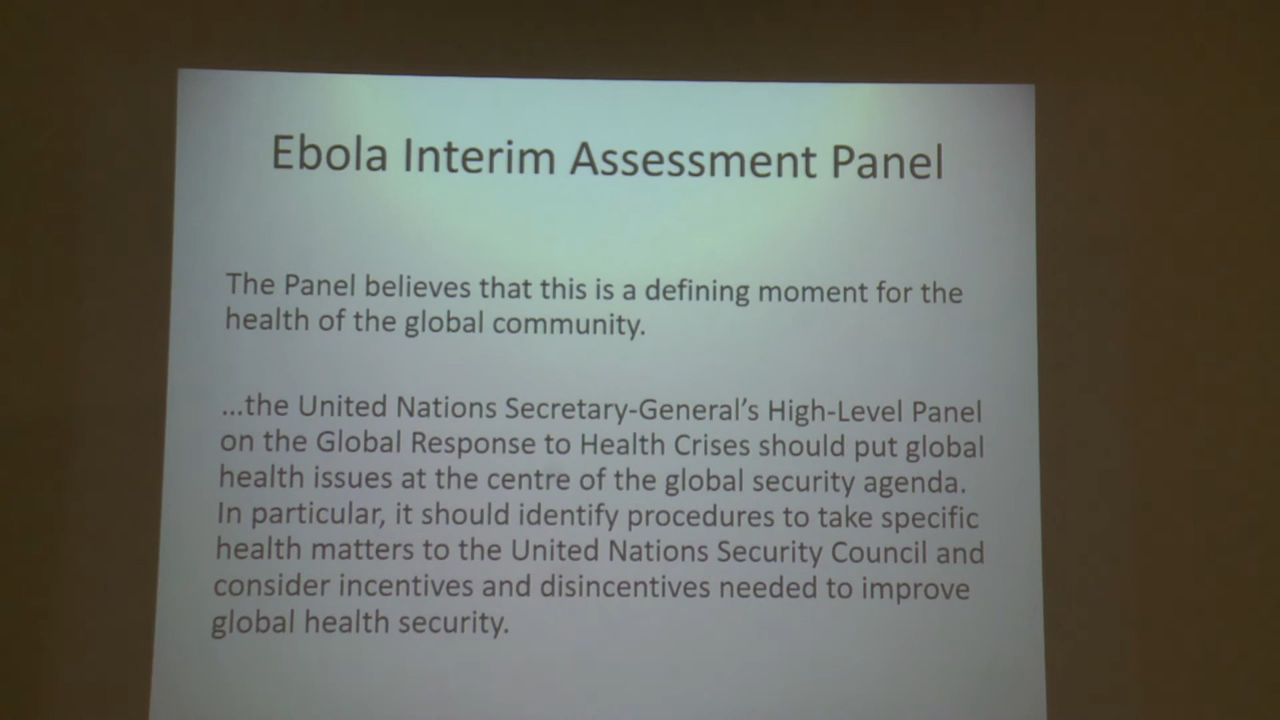 Ebola Interim Assessment Panel
The Panel believes that this is a defining moment for the
health of the global community.
...the United Nations Secretary-General’s High-Level Panel
on the Global Response to Health Crises should put global
health issues at the centre of the global security agenda.
In particular, it should identify procedures to take specific
health matters to the United Nations Security Council and
consider incentives and disincentives needed to improve
global health security.